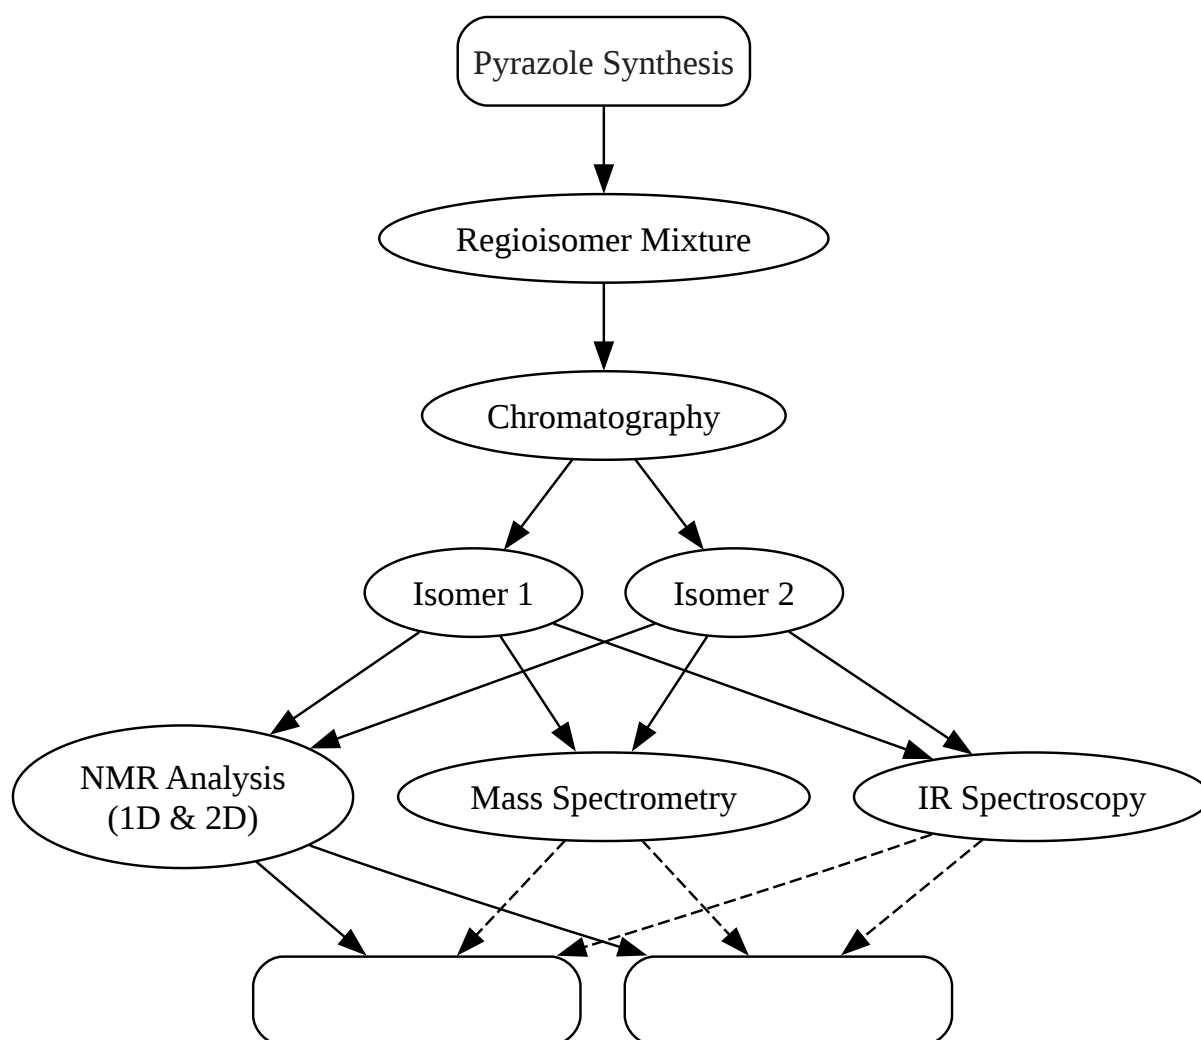 Pyrazole Synthesis
Regioisomer Mixture
Chromatography
Isomer 1
Isomer 2
NMR Analysis
(1D & 2D)
Mass Spectrometry
IR Spectroscopy